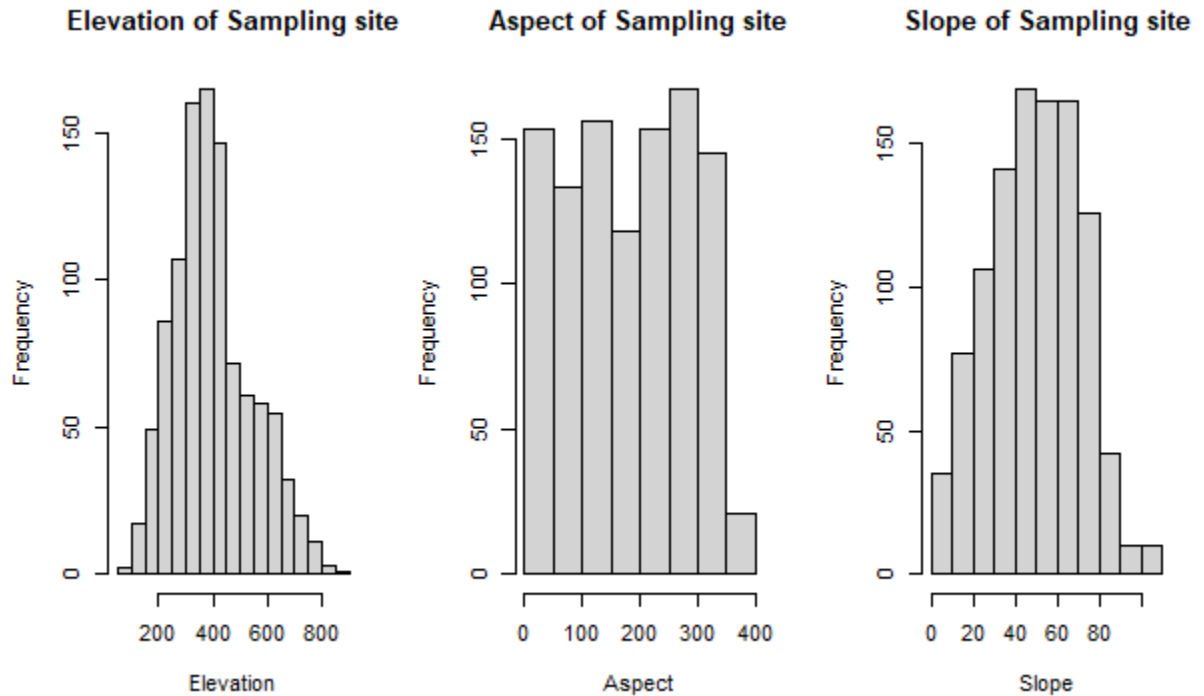 Elevation of Sampling site
Frequency
0
50
100
150
200 400 600 800
Elevation
Aspect of Sampling site
Frequency
0
50
100
150
0 100 200 300 400
Aspect
Slope of Sampling site
Frequency
0
50
100
150
0 20 40 60 80
Slope